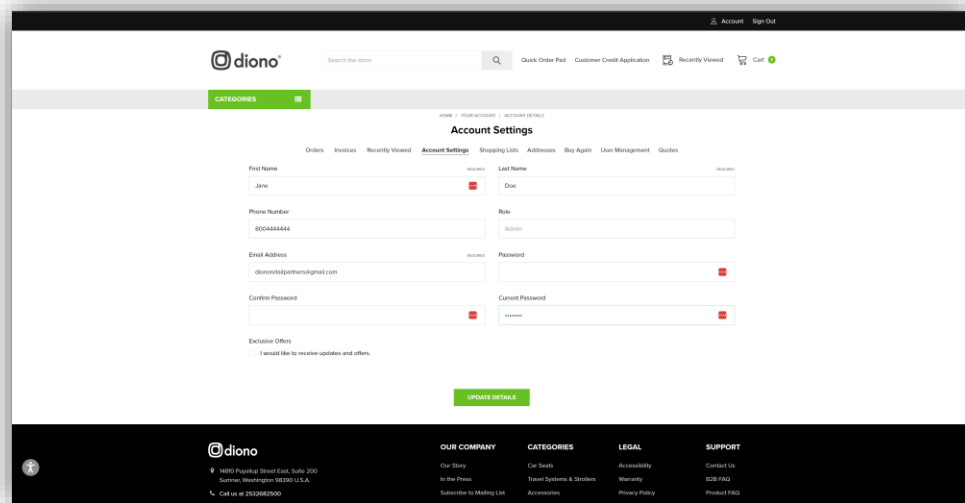 Account Sign Out
diono
Search the store
Quick Order Pad Customer Credit Application Recently Viewed Cart
CATEGORIES
HOME / YOUR ACCOUNT / ACCOUNT DETAILS
Account Settings
Orders Invoices Recently Viewed Account Settings Shopping Lists Addresses Buy Again User Management Quotes
First Name REQUIRED Last Name REQUIRED
Jane Doe
Phone Number Role
8004444444 Admin
Email Address REQUIRED Password
dionoretailpartners@gmail.com
Confirm Password Current Password
Exclusive Offers
I would like to receive updates and offers.
UPDATE DETAILS
diono OUR COMPANY CATEGORIES LEGAL SUPPORT
14810 Puyallup Street East, Suite 200 Our Story Car Seats Accessibility Contact Us
Sumner, Washington 98390 U.S.A. In the Press Travel Systems & Strollers Warranty B2B FAQ
Call us at 2532682500 Subscribe to Mailing List Accessories Privacy Policy Product FAQ